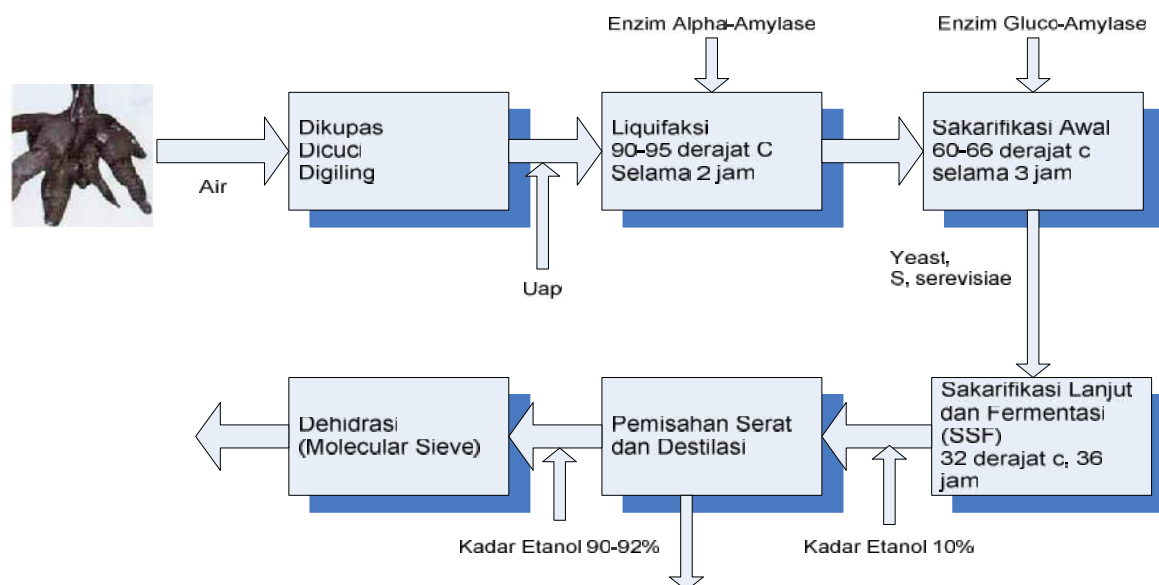 Enzim Alpha-Amylase
Enzim Gluco-Amylase
Air
Dikupas
Dicuci
Digiling
Uap
Liquifaksi
90-95 derajat C
Selama 2 jam
Sakarifikasi Awal
60-66 derajat c
selama 3 jam
Yeast,
S, serevisiae
Sakarifikasi Lanjut
dan Fermentasi
(SSF)
32 derajat c, 36
jam
Kadar Etanol 10%
Pemisahan Serat
dan Destilasi
Kadar Etanol 90-92%
Dehidrasi
(Molecular Sieve)